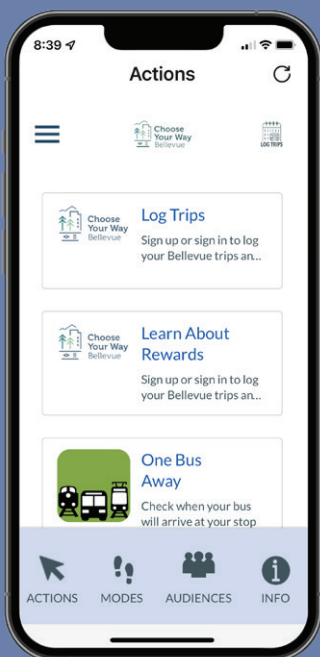 8:39
Actions
Choose
Your Way
Bellevue
LOG TRIPS
Choose
Your Way
Bellevue
Log Trips
Sign up or sign in to log
your Bellevue trips an...
Choose
Your Way
Bellevue
Learn About
Rewards
Sign up or sign in to log
your Bellevue trips an...
One Bus
Away
Check when your bus
will arrive at your stop
ACTIONS
MODES
AUDIENCES
INFO